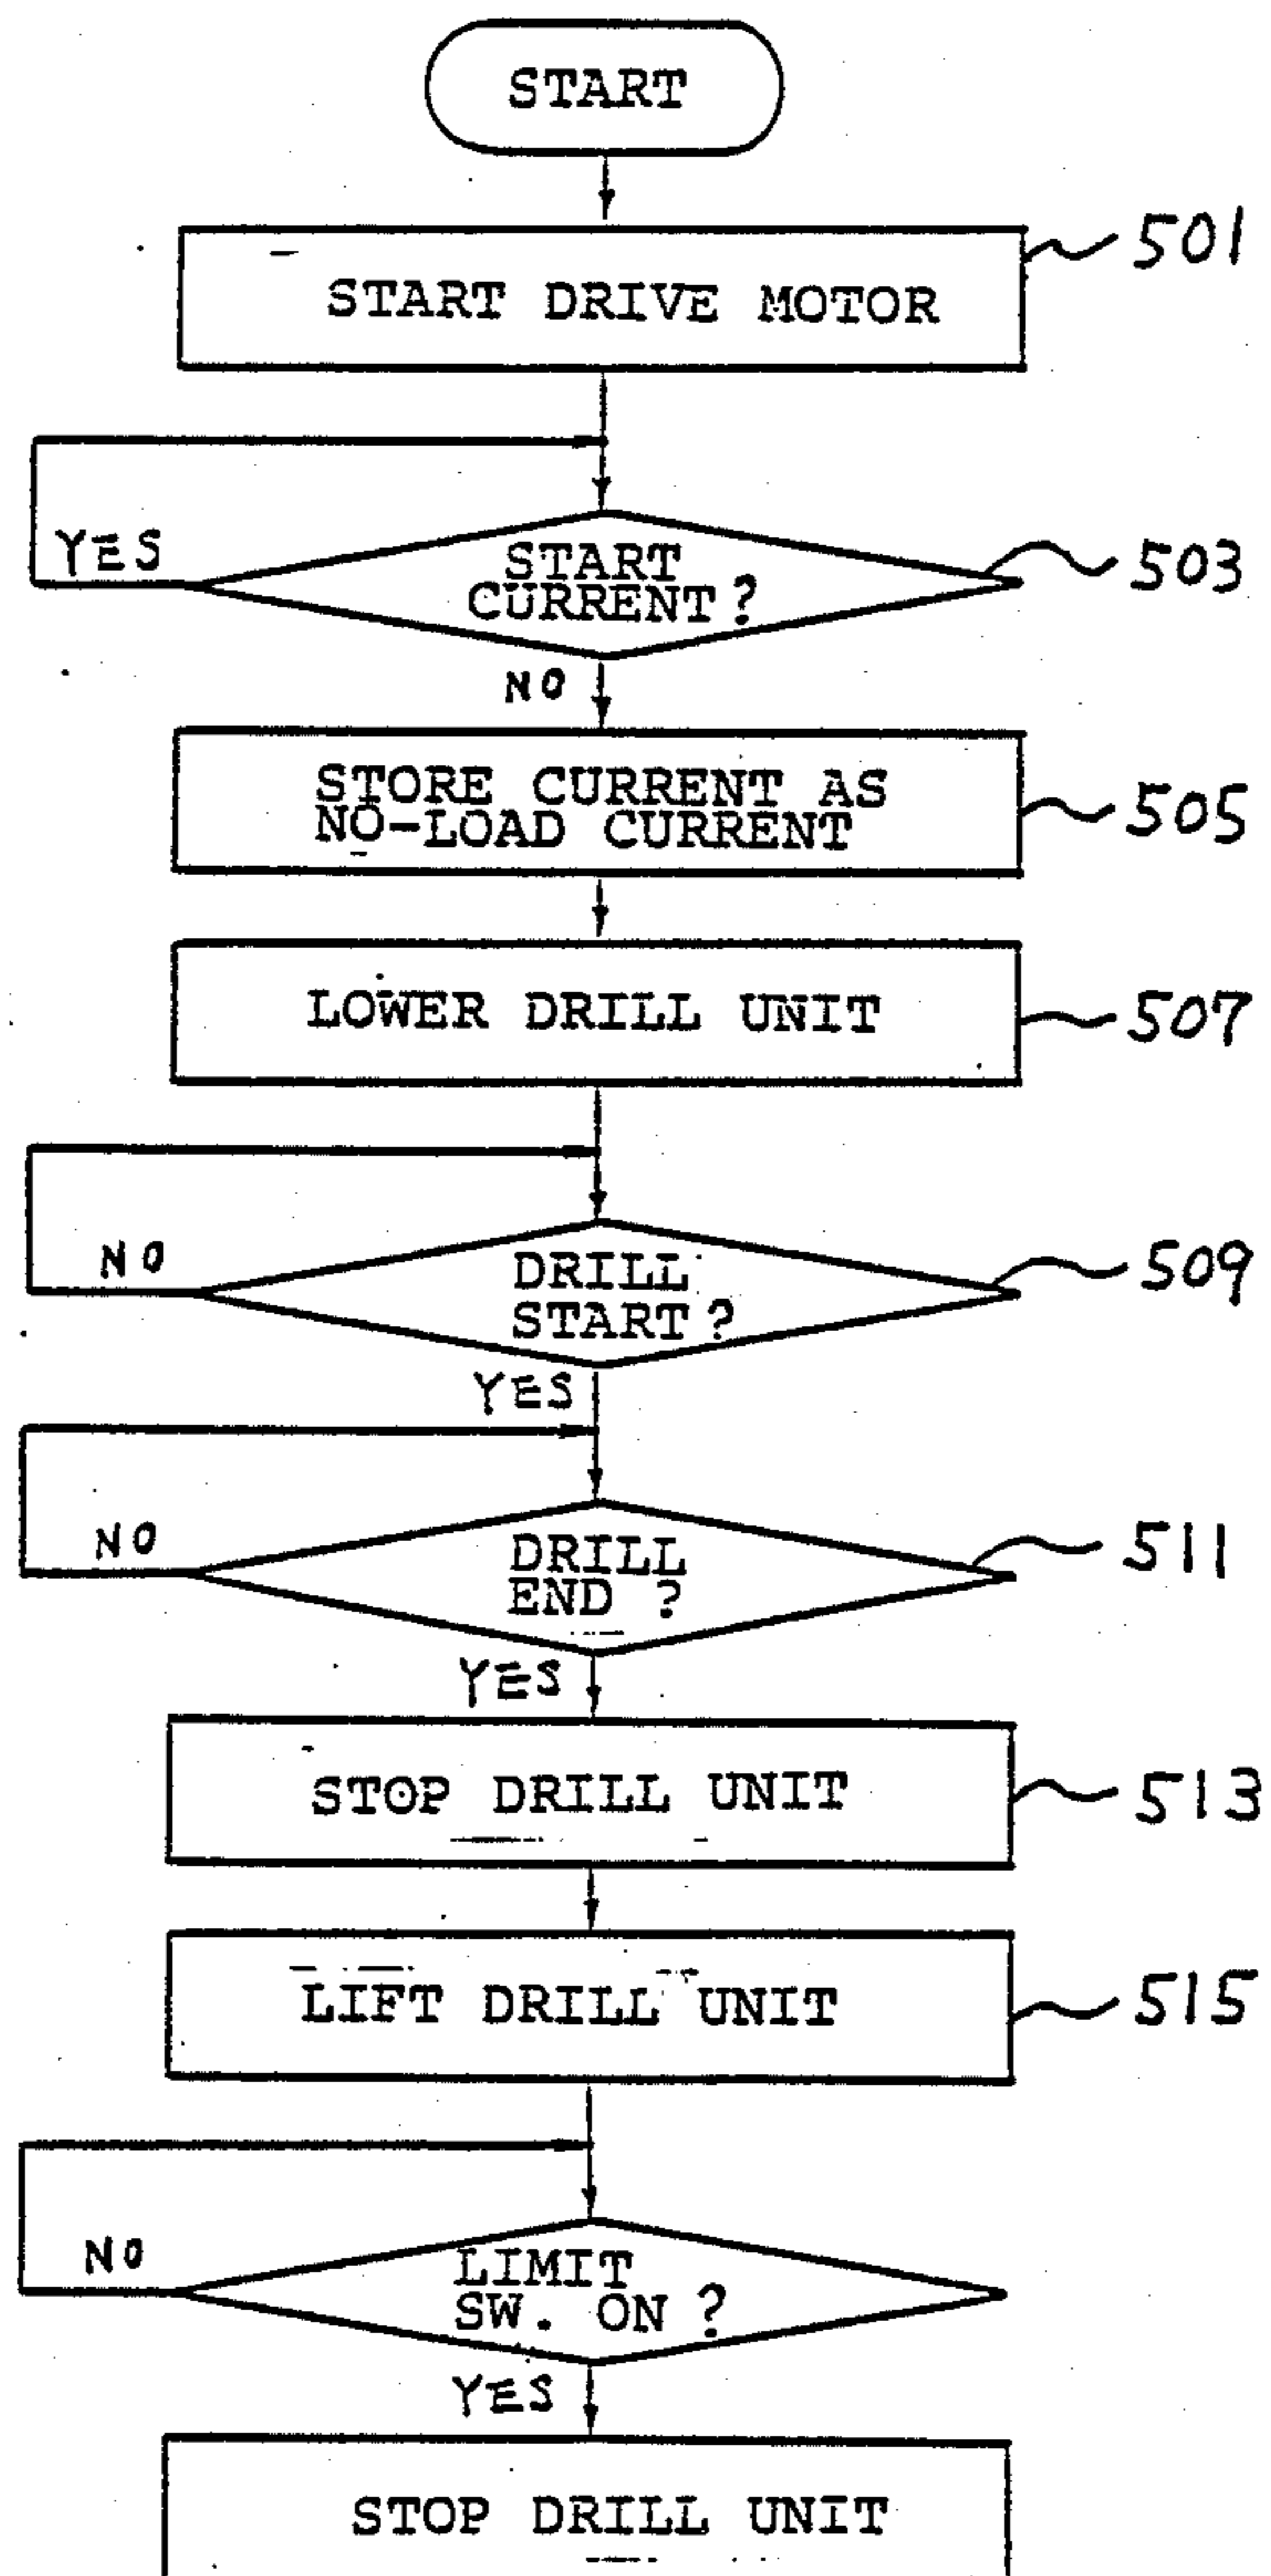 START
START DRIVE MOTOR
501
START
CURRENT?
503
YES
NO
STORE CURRENT AS
NO-LOAD CURRENT
505
LOWER DRILL UNIT
507
DRILL
START?
509
NO
YES
DRILL
END ?
511
NO
YES
STOP DRILL UNIT
513
LIFT DRILL UNIT
515
LIMIT
SW. ON ?
NO
YES
STOP DRILL UNIT